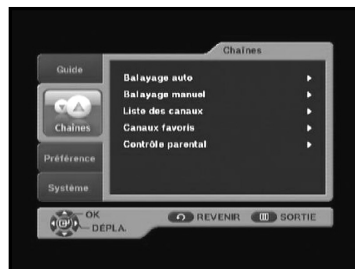 Chaînes
Guide
Chaînes
Préférence
Système
Balayage auto
Balayage manuel
Liste des canaux
Canaux favoris
Contrôle parental
OK
DÉPLA.
REVENIR
SORTIE